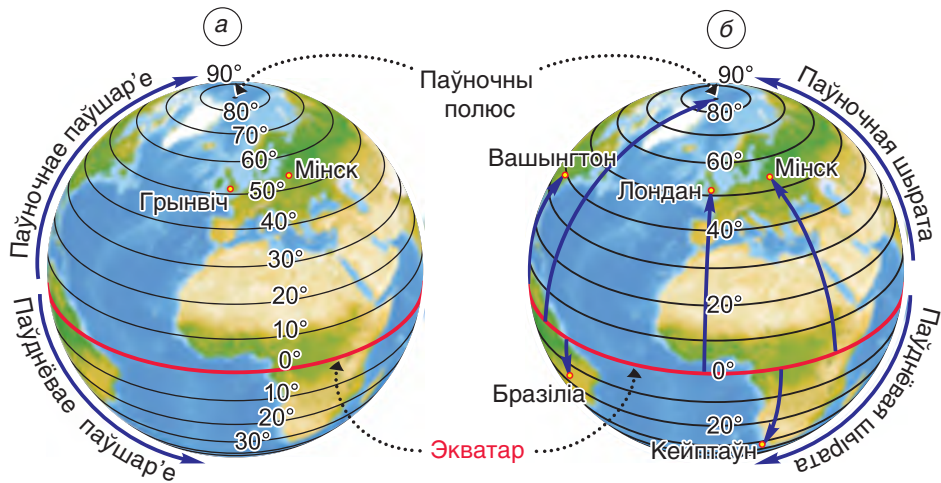 а
Паўночнае паўшар’е
Паўднёвае паўшар’е
90°
80°
70°
60°
50°
40°
30°
20°
10°
0°
10°
20°
30°
Мінск
Грынвіч
Паўночны
полюс
Экватар
б
Паўночная шырата
Паўднёвая шырата
90°
80°
60°
40°
20°
0°
20°
Вашынгтон
Лондан
Мінск
Бразіліа
Кейптаўн